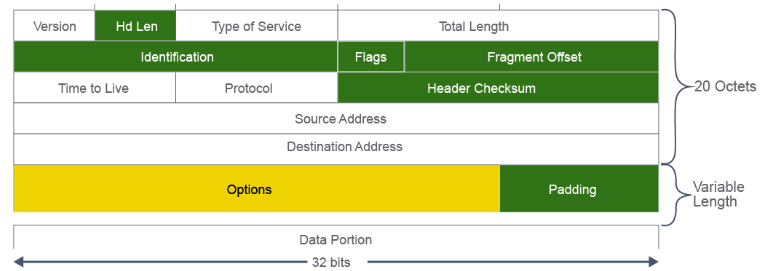 Version Hd Len Type of Service Total Length
Identification Flags Fragment Offset
Time to Live Protocol Header Checksum
20 Octets
Source Address
Destination Address
Options Padding
Variable
Length
Data Portion
32 bits